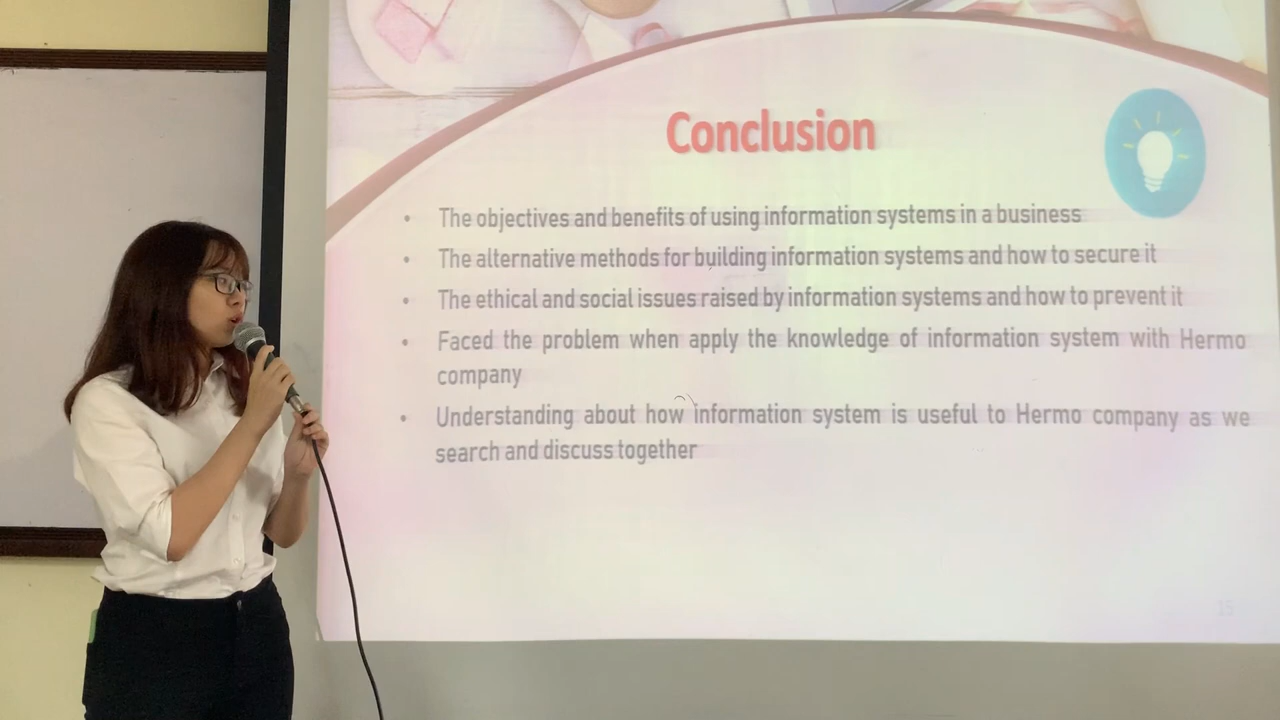 Conclusion
• The objectives and benefits of using information systems in a business
• The alternative methods for building information systems and how to secure it
• The ethical and social issues raised by information systems and how to prevent it
• Faced the problem when apply the knowledge of information system with Hermo
company
• Understanding about how information system is useful to Hermo company as we
search and discuss together
15